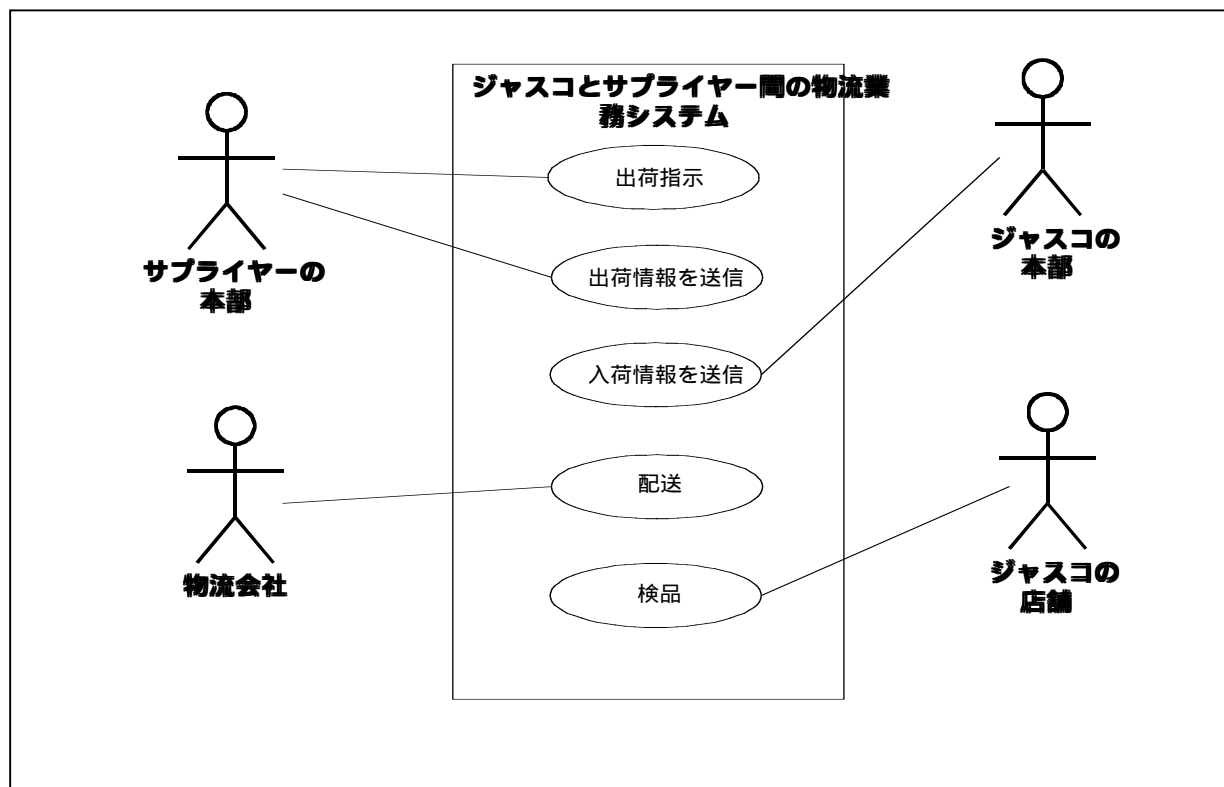 ジャスコとサプライヤー間の物流業
務システム
出荷指示
出荷情報を送信
入荷情報を送信
配送
検品
サプライヤーの
本部
物流会社
ジャスコの
本部
ジャスコの
店舗